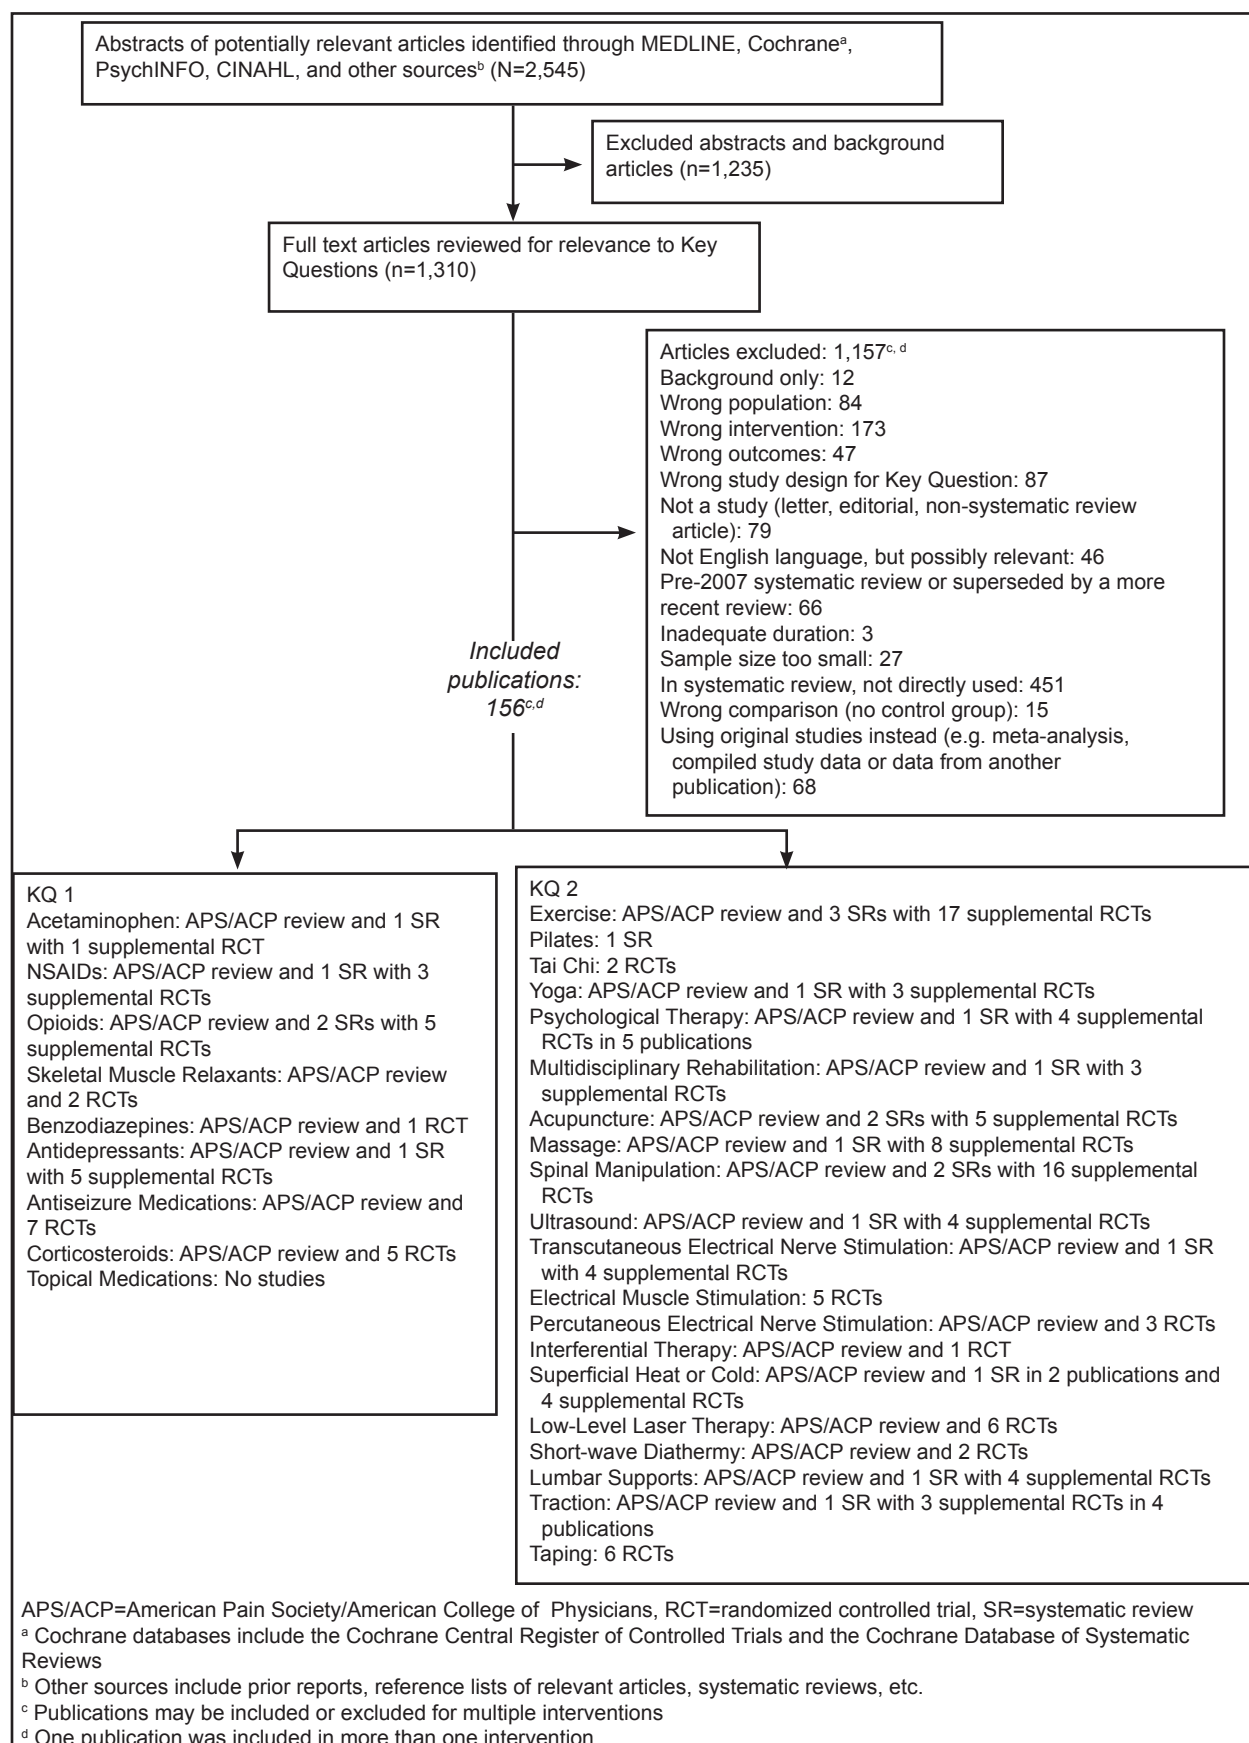 Abstracts of potentially relevant articles identified through MEDLINE, Cochraneᵃ,
PsychINFO, CINAHL, and other sourcesᵇ (N=2,545)
Excluded abstracts and background
articles (n=1,235)
Full text articles reviewed for relevance to Key
Questions (n=1,310)
Articles excluded: 1,157ᶜ, ᵈ
Background only: 12
Wrong population: 84
Wrong intervention: 173
Wrong outcomes: 47
Wrong study design for Key Question: 87
Not a study (letter, editorial, non-systematic review
article): 79
Not English language, but possibly relevant: 46
Pre-2007 systematic review or superseded by a more
recent review: 66
Inadequate duration: 3
Sample size too small: 27
In systematic review, not directly used: 451
Wrong comparison (no control group): 15
Using original studies instead (e.g. meta-analysis,
compiled study data or data from another
publication): 68
Included
publications:
156ᶜ,ᵈ
KQ 1
Acetaminophen: APS/ACP review and 1 SR
with 1 supplemental RCT
NSAIDs: APS/ACP review and 1 SR with 3
supplemental RCTs
Opioids: APS/ACP review and 2 SRs with 5
supplemental RCTs
Skeletal Muscle Relaxants: APS/ACP review
and 2 RCTs
Benzodiazepines: APS/ACP review and 1 RCT
Antidepressants: APS/ACP review and 1 SR
with 5 supplemental RCTs
Antiseizure Medications: APS/ACP review and
7 RCTs
Corticosteroids: APS/ACP review and 5 RCTs
Topical Medications: No studies
KQ 2
Exercise: APS/ACP review and 3 SRs with 17 supplemental RCTs
Pilates: 1 SR
Tai Chi: 2 RCTs
Yoga: APS/ACP review and 1 SR with 3 supplemental RCTs
Psychological Therapy: APS/ACP review and 1 SR with 4 supplemental
RCTs in 5 publications
Multidisciplinary Rehabilitation: APS/ACP review and 1 SR with 3
supplemental RCTs
Acupuncture: APS/ACP review and 2 SRs with 5 supplemental RCTs
Massage: APS/ACP review and 1 SR with 8 supplemental RCTs
Spinal Manipulation: APS/ACP review and 2 SRs with 16 supplemental
RCTs
Ultrasound: APS/ACP review and 1 SR with 4 supplemental RCTs
Transcutaneous Electrical Nerve Stimulation: APS/ACP review and 1 SR
with 4 supplemental RCTs
Electrical Muscle Stimulation: 5 RCTs
Percutaneous Electrical Nerve Stimulation: APS/ACP review and 3 RCTs
Interferential Therapy: APS/ACP review and 1 RCT
Superficial Heat or Cold: APS/ACP review and 1 SR in 2 publications and
4 supplemental RCTs
Low-Level Laser Therapy: APS/ACP review and 6 RCTs
Short-wave Diathermy: APS/ACP review and 2 RCTs
Lumbar Supports: APS/ACP review and 1 SR with 4 supplemental RCTs
Traction: APS/ACP review and 1 SR with 3 supplemental RCTs in 4
publications
Taping: 6 RCTs
APS/ACP=American Pain Society/American College of Physicians, RCT=randomized controlled trial, SR=systematic review
ᵃ Cochrane databases include the Cochrane Central Register of Controlled Trials and the Cochrane Database of Systematic
Reviews
ᵇ Other sources include prior reports, reference lists of relevant articles, systematic reviews, etc.
ᶜ Publications may be included or excluded for multiple interventions
ᵈ One publication was included in more than one intervention